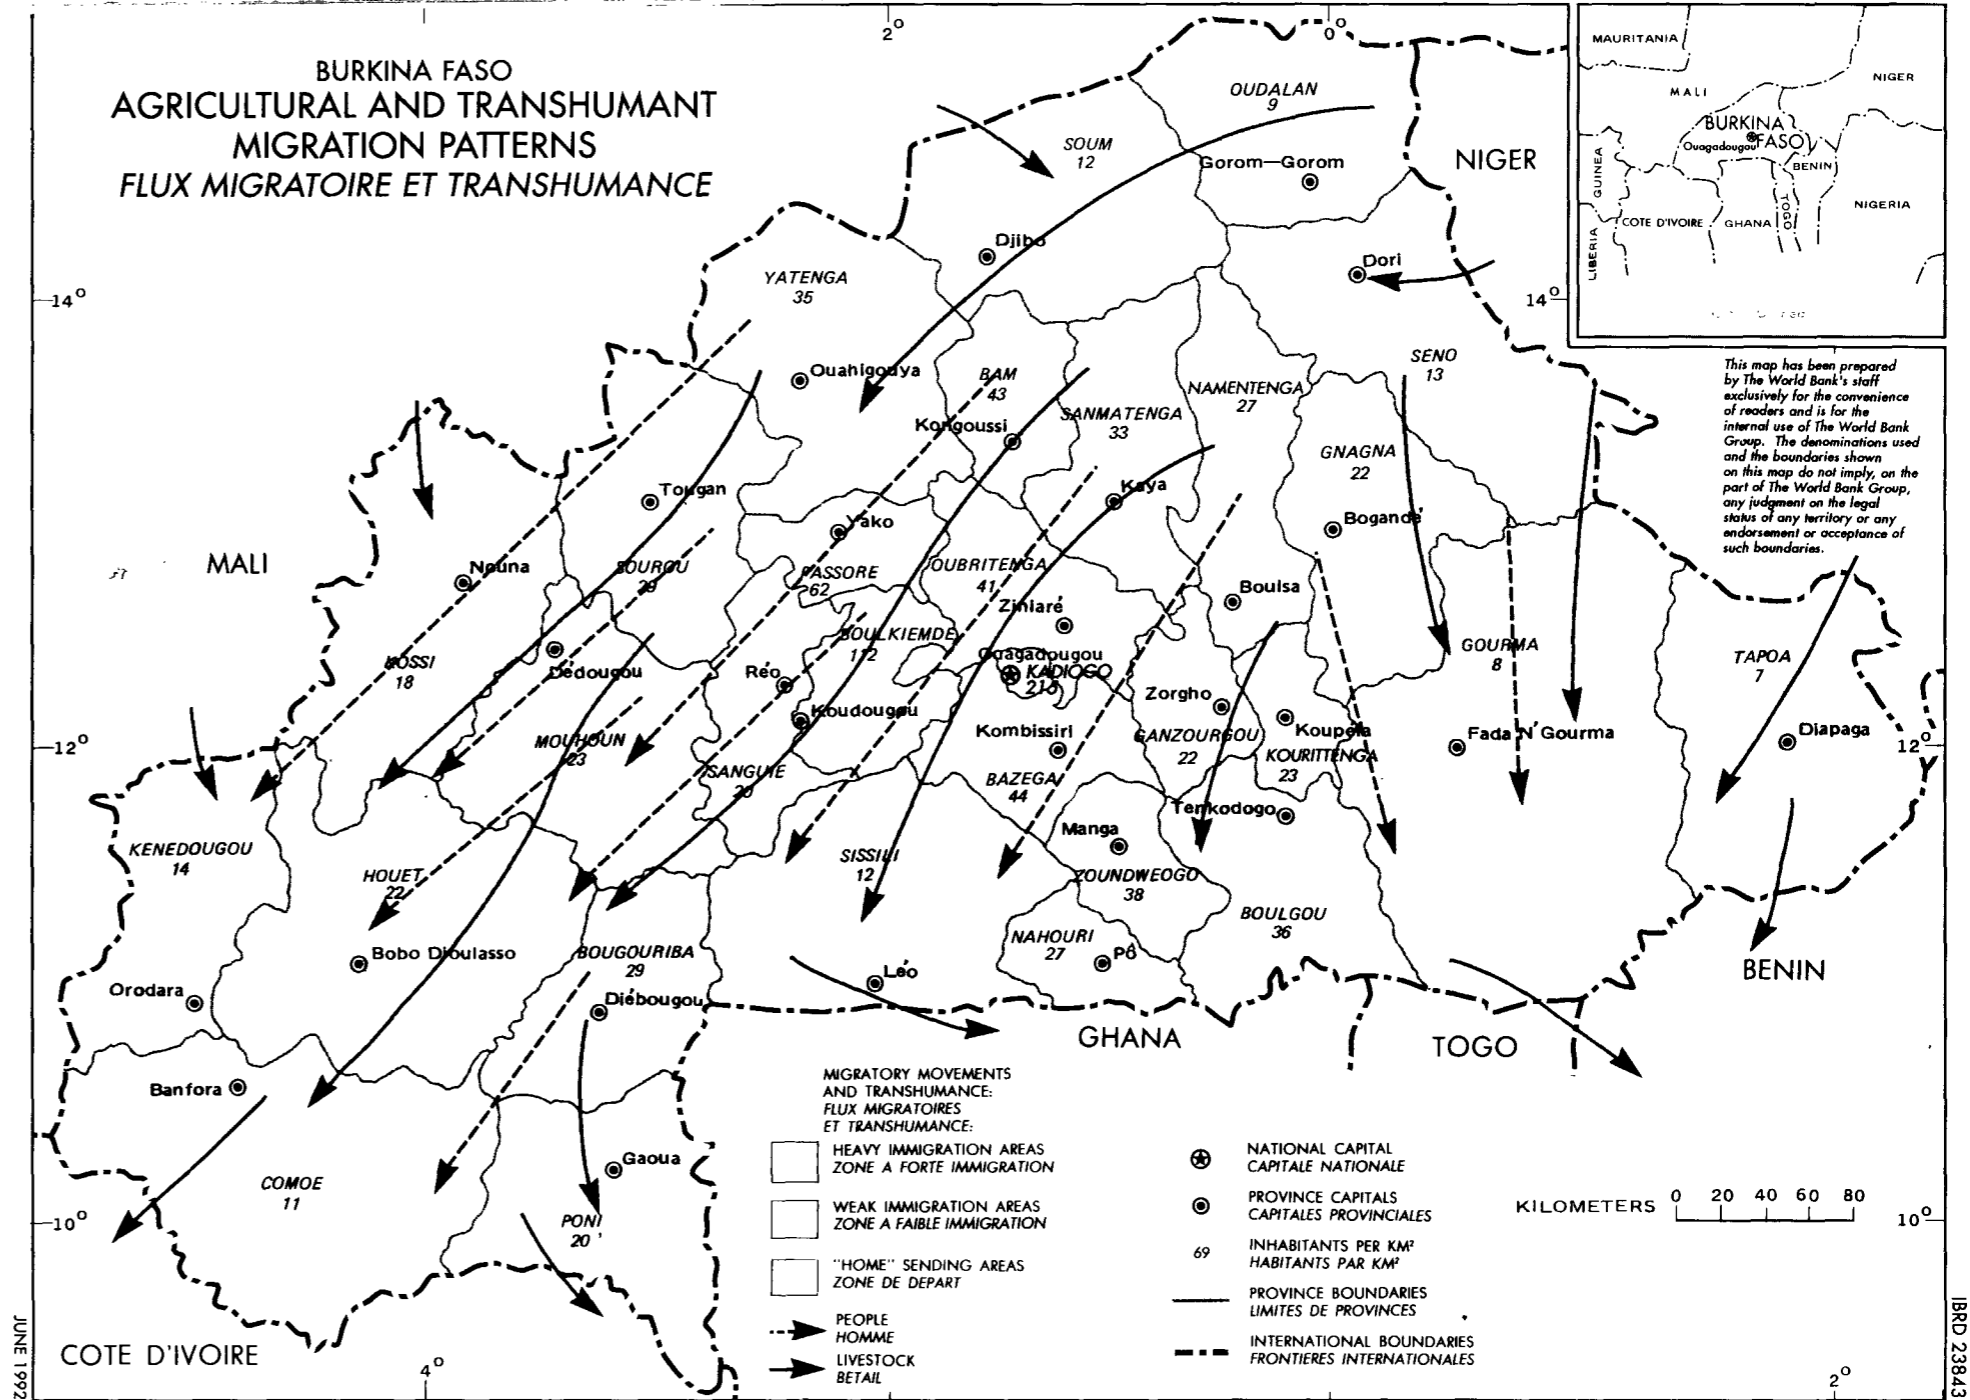 BURKINA FASO
AGRICULTURAL AND TRANSHUMANT
MIGRATION PATTERNS
FLUX MIGRATOIRE ET TRANSHUMANCE
2°
0°
MAURITANIA
MALI
NIGER
BURKINA
FASO
Ouagadougou
GUINEA
BENIN
COTE D'IVOIRE
GHANA
TOGO
NIGERIA
LIBERIA
OUDALAN
9
SOUM
12
Gorom—Gorom
NIGER
Djibo
Dori
YATENGA
35
14°
14°
SENO
13
Ouahigouya
BAM
43
NAMENTENGA
27
SANMATENGA
33
Kongoussi
GNAGNA
22
Tougan
Kaya
Yako
Bogandé
This map has been prepared
by The World Bank's staff
exclusively for the convenience
of readers and is for the
internal use of The World Bank
Group. The denominations used
and the boundaries shown
on this map do not imply, on the
part of The World Bank Group,
any judgment on the legal
status of any territory or any
endorsement or acceptance of
such boundaries.
MALI
Nouna
SOUROU
29
PASSORE
62
OUBRITENGA
41
Boulsa
Ziniaré
BOULKIEMDE
112
KOSSI
18
Dédougou
Réo
Ouagadougou
KADIOGO
215
GOURMA
8
TAPOA
7
Zorgho
Koudougou
Kombissiri
Koupéla
Fada N'Gourma
Diapaga
12°
12°
MOUHOUN
23
GANZOURGOU
22
KOURITTENGA
23
SANGUIE
20
BAZEGA
44
Tenkodogo
Manga
KENEDOUGOU
14
HOUET
22
SISSILI
12
ZOUNDWEOGO
38
BOULGOU
36
NAHOURI
27
Pô
Bobo Dioulasso
BOUGOURIBA
29
Léo
Orodara
Diébougou
BENIN
GHANA
TOGO
Banfora
Gaoua
COMOE
11
PONI
20
10°
10°
COTE D'IVOIRE
4°
2°
MIGRATORY MOVEMENTS
AND TRANSHUMANCE:
FLUX MIGRATOIRES
ET TRANSHUMANCE:
HEAVY IMMIGRATION AREAS
ZONE A FORTE IMMIGRATION
WEAK IMMIGRATION AREAS
ZONE A FAIBLE IMMIGRATION
"HOME" SENDING AREAS
ZONE DE DEPART
PEOPLE
HOMME
LIVESTOCK
BETAIL
NATIONAL CAPITAL
CAPITALE NATIONALE
PROVINCE CAPITALS
CAPITALES PROVINCIALES
69
INHABITANTS PER KM²
HABITANTS PAR KM²
PROVINCE BOUNDARIES
LIMITES DE PROVINCES
INTERNATIONAL BOUNDARIES
FRONTIERES INTERNATIONALES
KILOMETERS
0 20 40 60 80
JUNE 1992
IBRD 23843